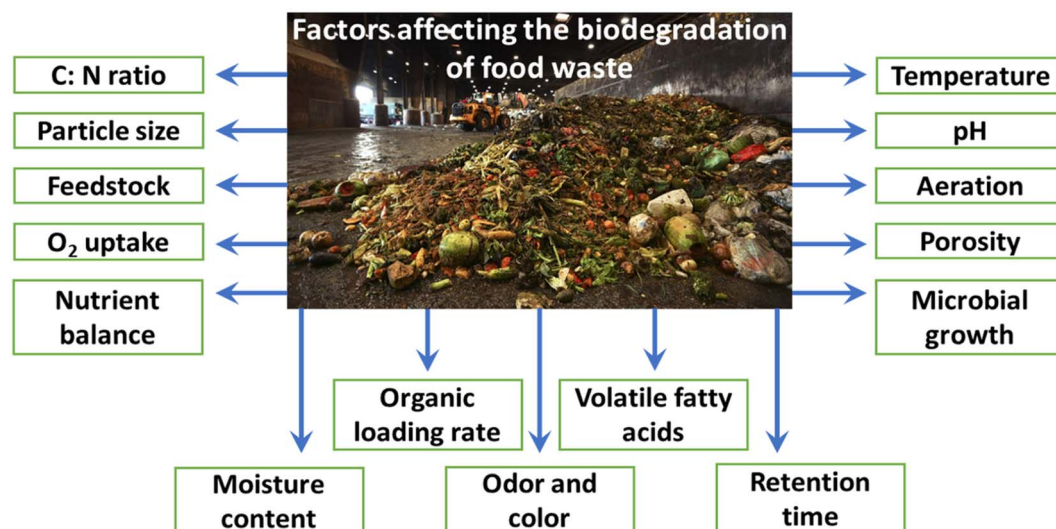 Factors affecting the biodegradation
of food waste
C: N ratio
Particle size
Feedstock
O₂ uptake
Nutrient
balance
Temperature
pH
Aeration
Porosity
Microbial
growth
Organic
loading rate
Volatile fatty
acids
Moisture
content
Odor and
color
Retention
time